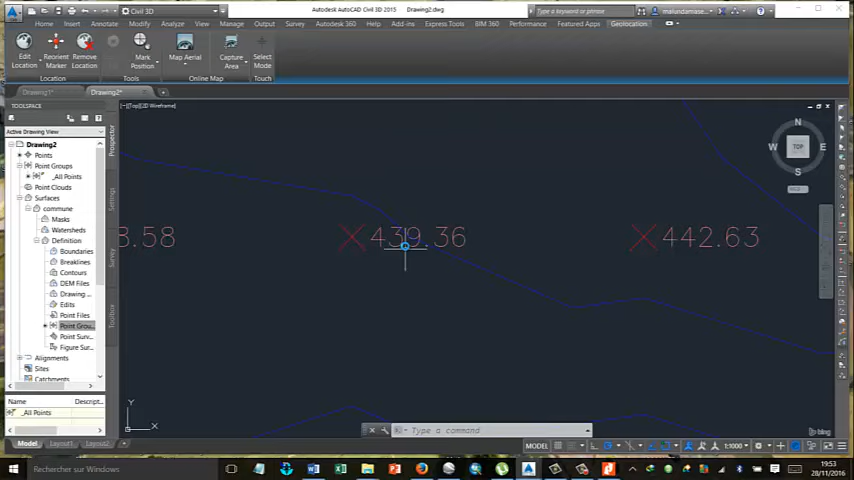 Civil 3D
Autodesk AutoCAD Civil 3D 2015 Drawing2.dwg
Type a keyword or phrase
Home Insert Annotate Modify Analyze View Manage Output Survey Autodesk 360 Help Add-ins Express Tools BIM 360 Performance Featured Apps Geolocation
Edit Location
Reorient Marker
Remove Location
Mark Position
Map Aerial
Capture Area
Select Mode
Location Tools Online Map Touch
Drawing1* Drawing2*
TOOLSPACE
[−][Top][2D Wireframe]
Active Drawing View
Drawing2
Points
Point Groups
_All Points
Point Clouds
Surfaces
commune
Masks
Watersheds
Definition
Boundaries
Breaklines
Contours
DEM Files
Drawing ...
Edits
Point Files
Point Grou...
Point Surv...
Figure Sur...
Alignments
Sites
Catchments
Prospector
Settings
Survey
Toolbox
N
W TOP E
S
8.58 439.36 442.63
Name Descript...
_All Points
Y
X
Type a command
bing
Model Layout1 Layout2
MODEL 1:1000
Rechercher sur Windows
19:53
28/11/2016